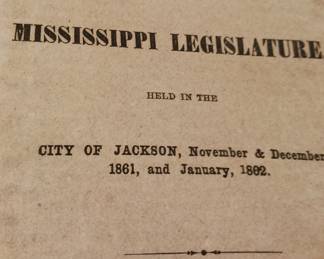 MISSISSIPPI LEGISLATURE
HELD IN THE
CITY OF JACKSON, November & December
1861, and January, 1862.